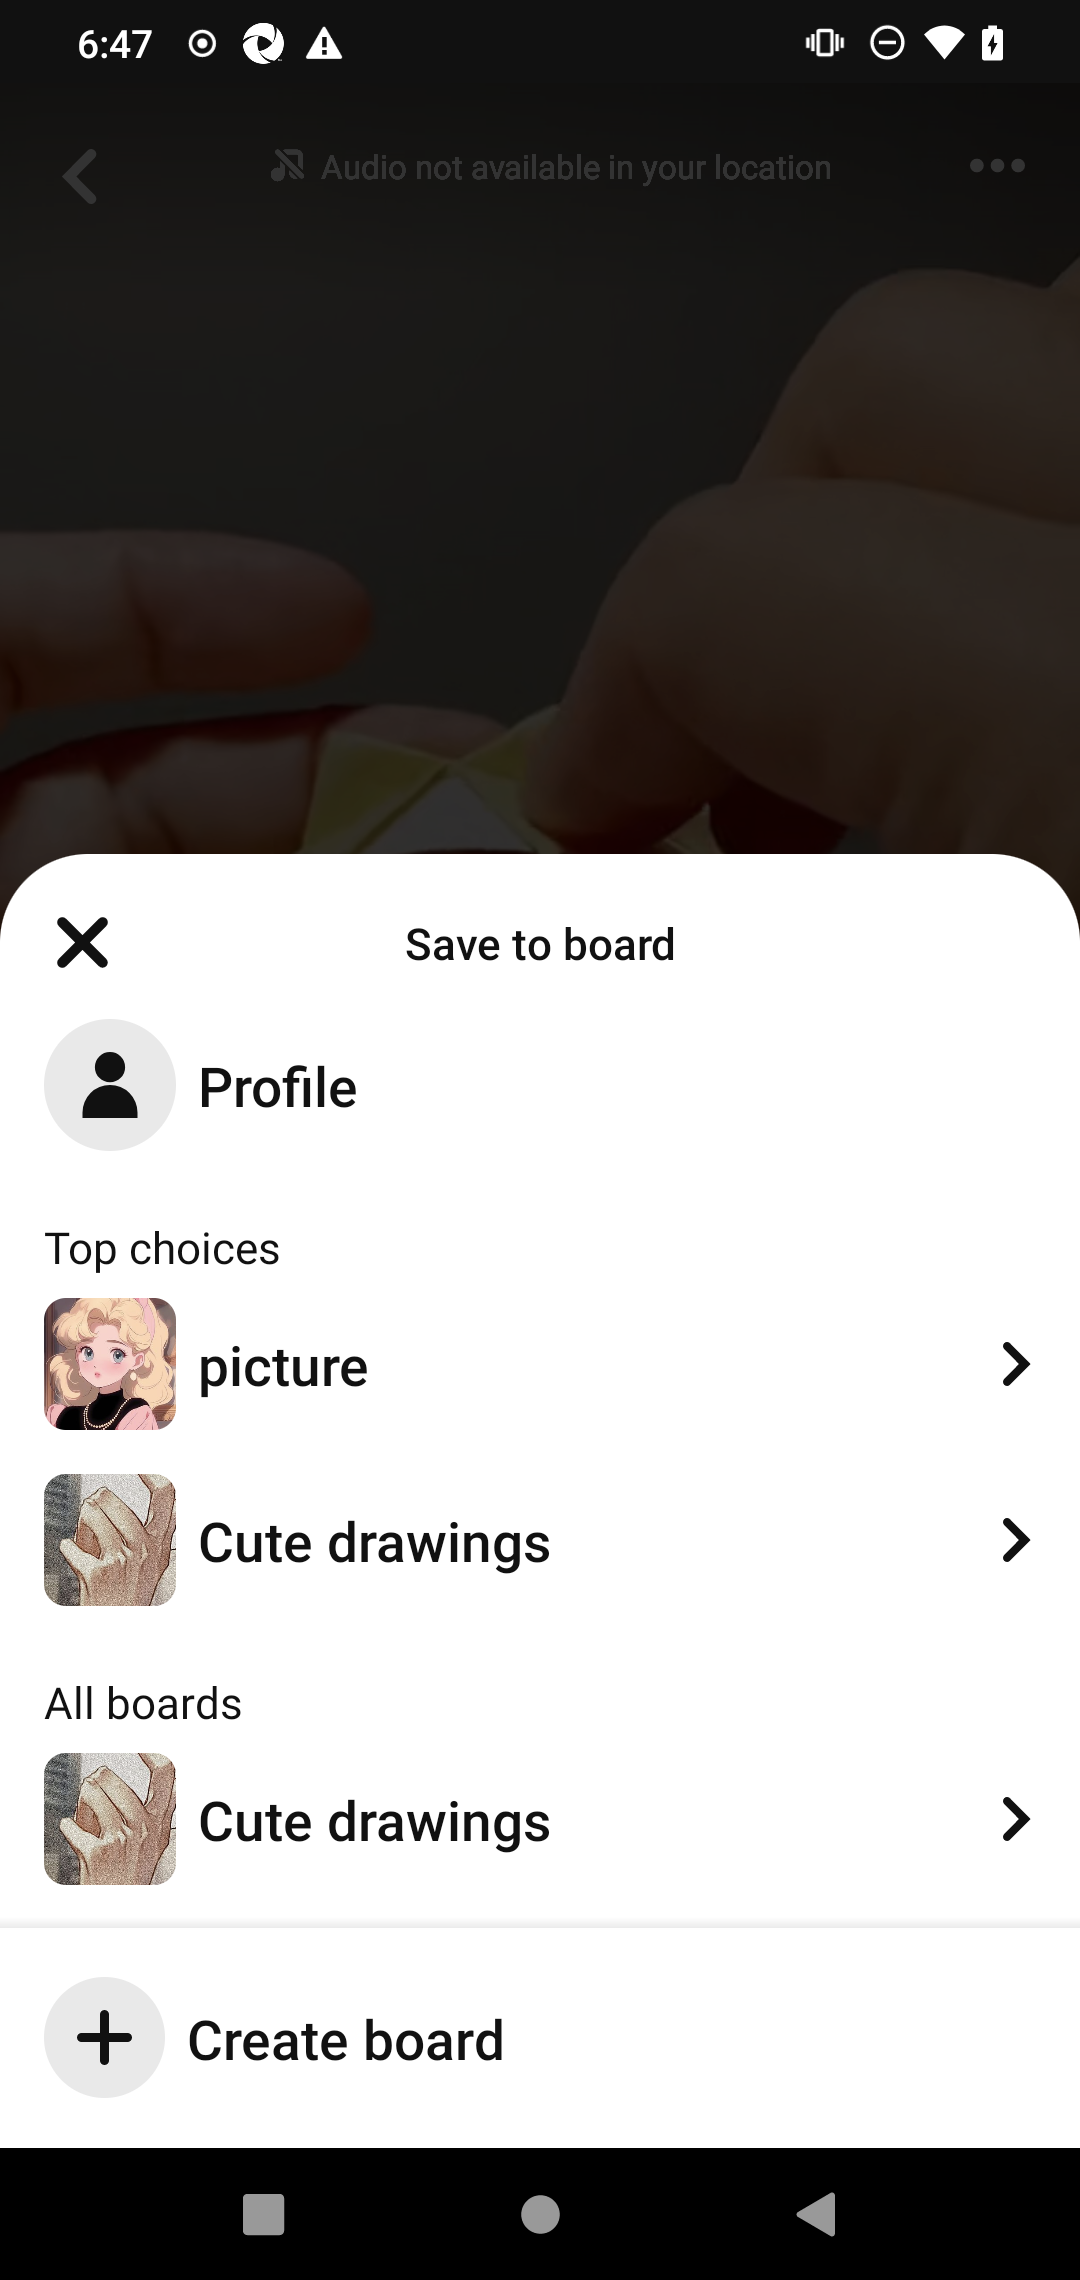 6:47
Audio not available in your location
Save to board
Profile
Top choices
picture
Cute drawings
All boards
Cute drawings
Create board